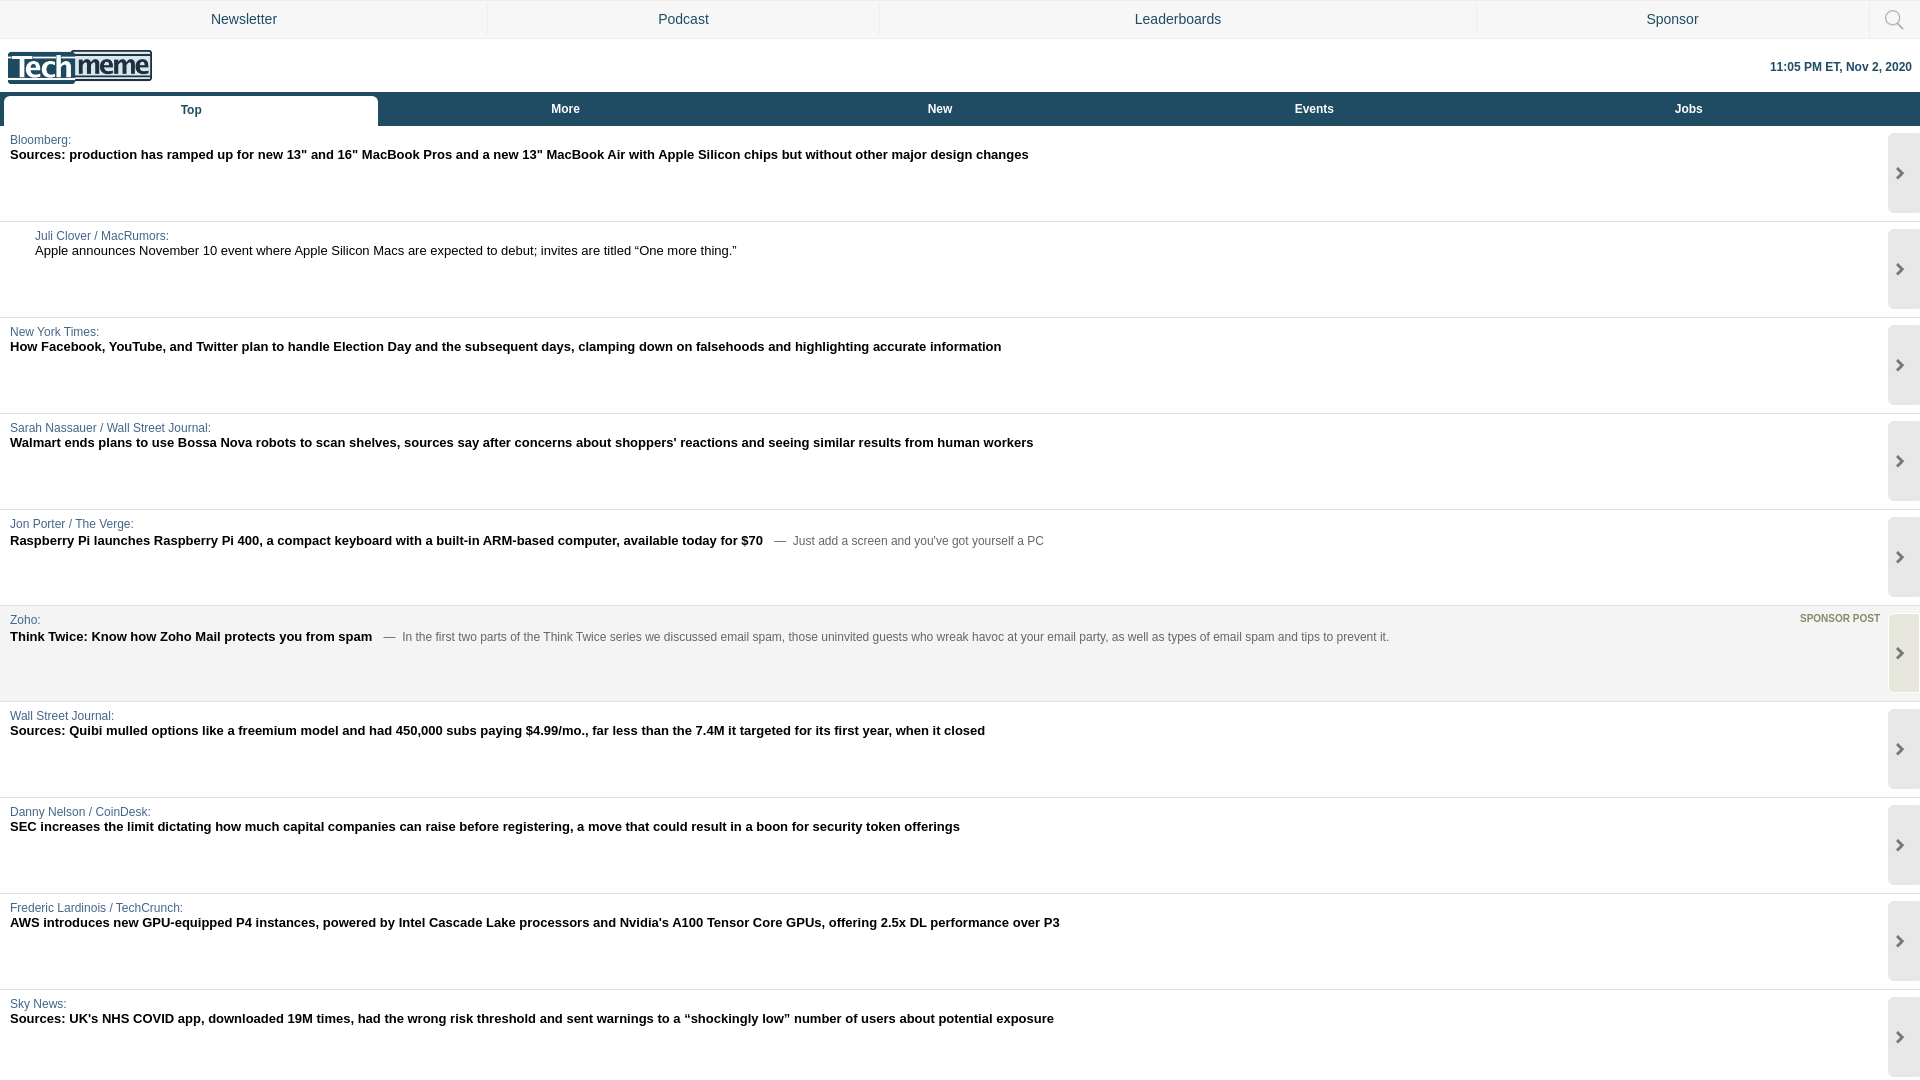 Newsletter
Podcast
Leaderboards
Sponsor
Techmeme
11:05 PM ET, Nov 2, 2020
Top
More
New
Events
Jobs
Bloomberg:
Sources: production has ramped up for new 13" and 16" MacBook Pros and a new 13" MacBook Air with Apple Silicon chips but without other major design changes
Juli Clover / MacRumors:
Apple announces November 10 event where Apple Silicon Macs are expected to debut; invites are titled “One more thing.”
New York Times:
How Facebook, YouTube, and Twitter plan to handle Election Day and the subsequent days, clamping down on falsehoods and highlighting accurate information
Sarah Nassauer / Wall Street Journal:
Walmart ends plans to use Bossa Nova robots to scan shelves, sources say after concerns about shoppers' reactions and seeing similar results from human workers
Jon Porter / The Verge:
Raspberry Pi launches Raspberry Pi 400, a compact keyboard with a built-in ARM-based computer, available today for $70 — Just add a screen and you've got yourself a PC
Zoho:
SPONSOR POST
Think Twice: Know how Zoho Mail protects you from spam — In the first two parts of the Think Twice series we discussed email spam, those uninvited guests who wreak havoc at your email party, as well as types of email spam and tips to prevent it.
Wall Street Journal:
Sources: Quibi mulled options like a freemium model and had 450,000 subs paying $4.99/mo., far less than the 7.4M it targeted for its first year, when it closed
Danny Nelson / CoinDesk:
SEC increases the limit dictating how much capital companies can raise before registering, a move that could result in a boon for security token offerings
Frederic Lardinois / TechCrunch:
AWS introduces new GPU-equipped P4 instances, powered by Intel Cascade Lake processors and Nvidia's A100 Tensor Core GPUs, offering 2.5x DL performance over P3
Sky News:
Sources: UK's NHS COVID app, downloaded 19M times, had the wrong risk threshold and sent warnings to a “shockingly low” number of users about potential exposure